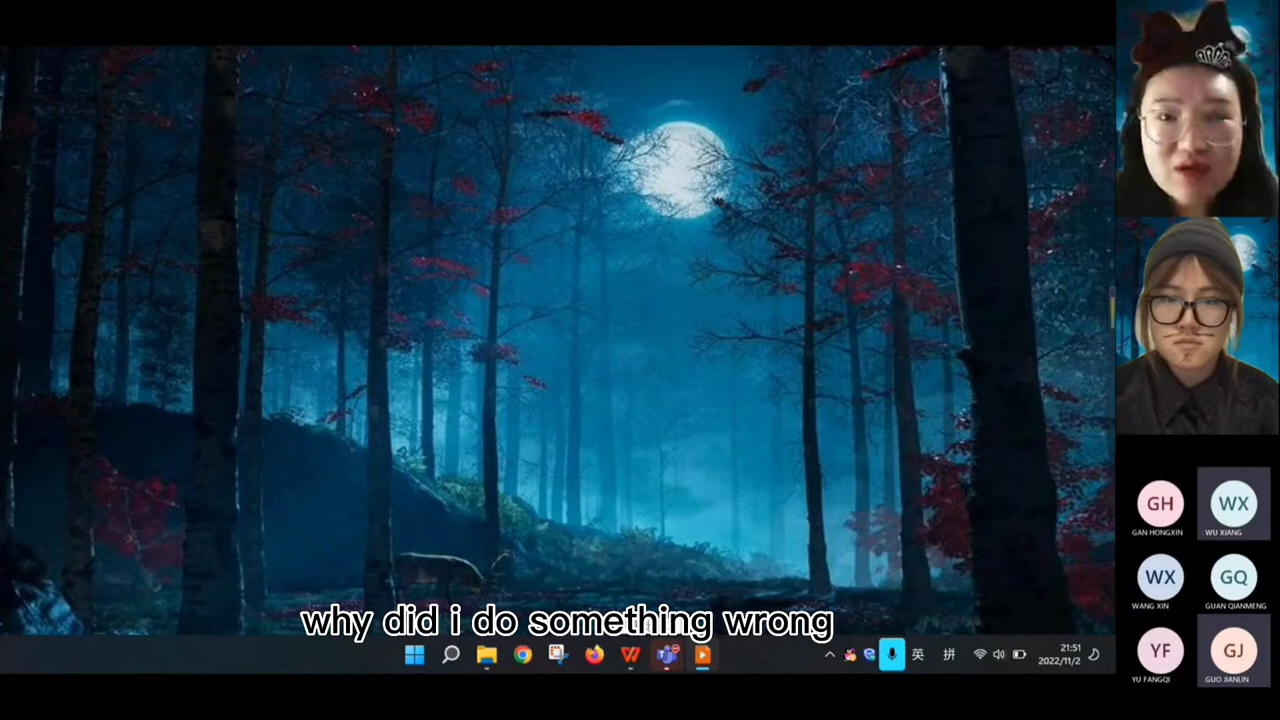 why did i do something wrong
英
拼
21:51
2022/11/2
GH
GAN HONGXIN
WX
WU XIANG
WX
WANG XIN
GQ
GUAN QIANMENG
YF
YU FANGQI
GJ
GUO JIANLIN